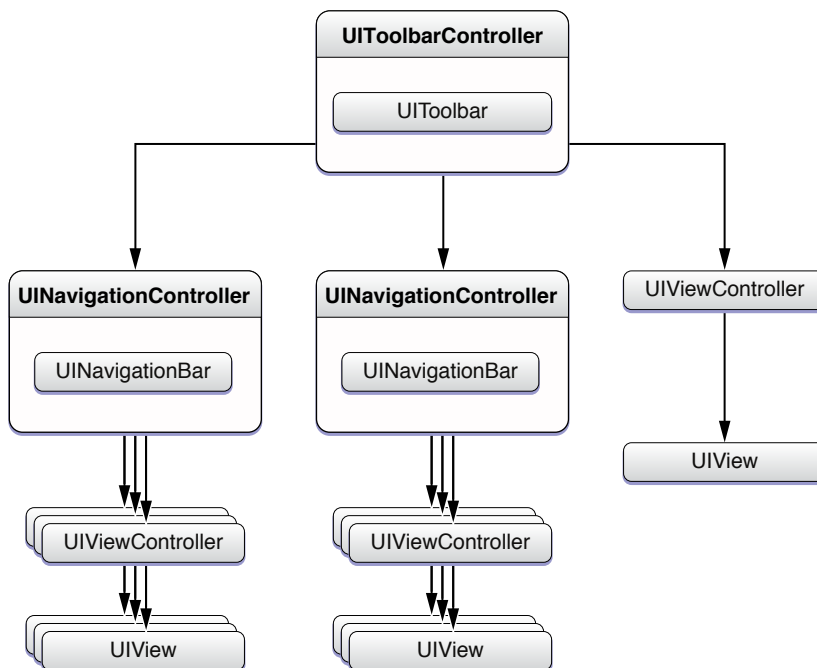 UIToolbarController
UIToolbar
UINavigationController
UINavigationBar
UINavigationController
UINavigationBar
UIViewController
UIView
UIViewController
UIViewController
UIView
UIView